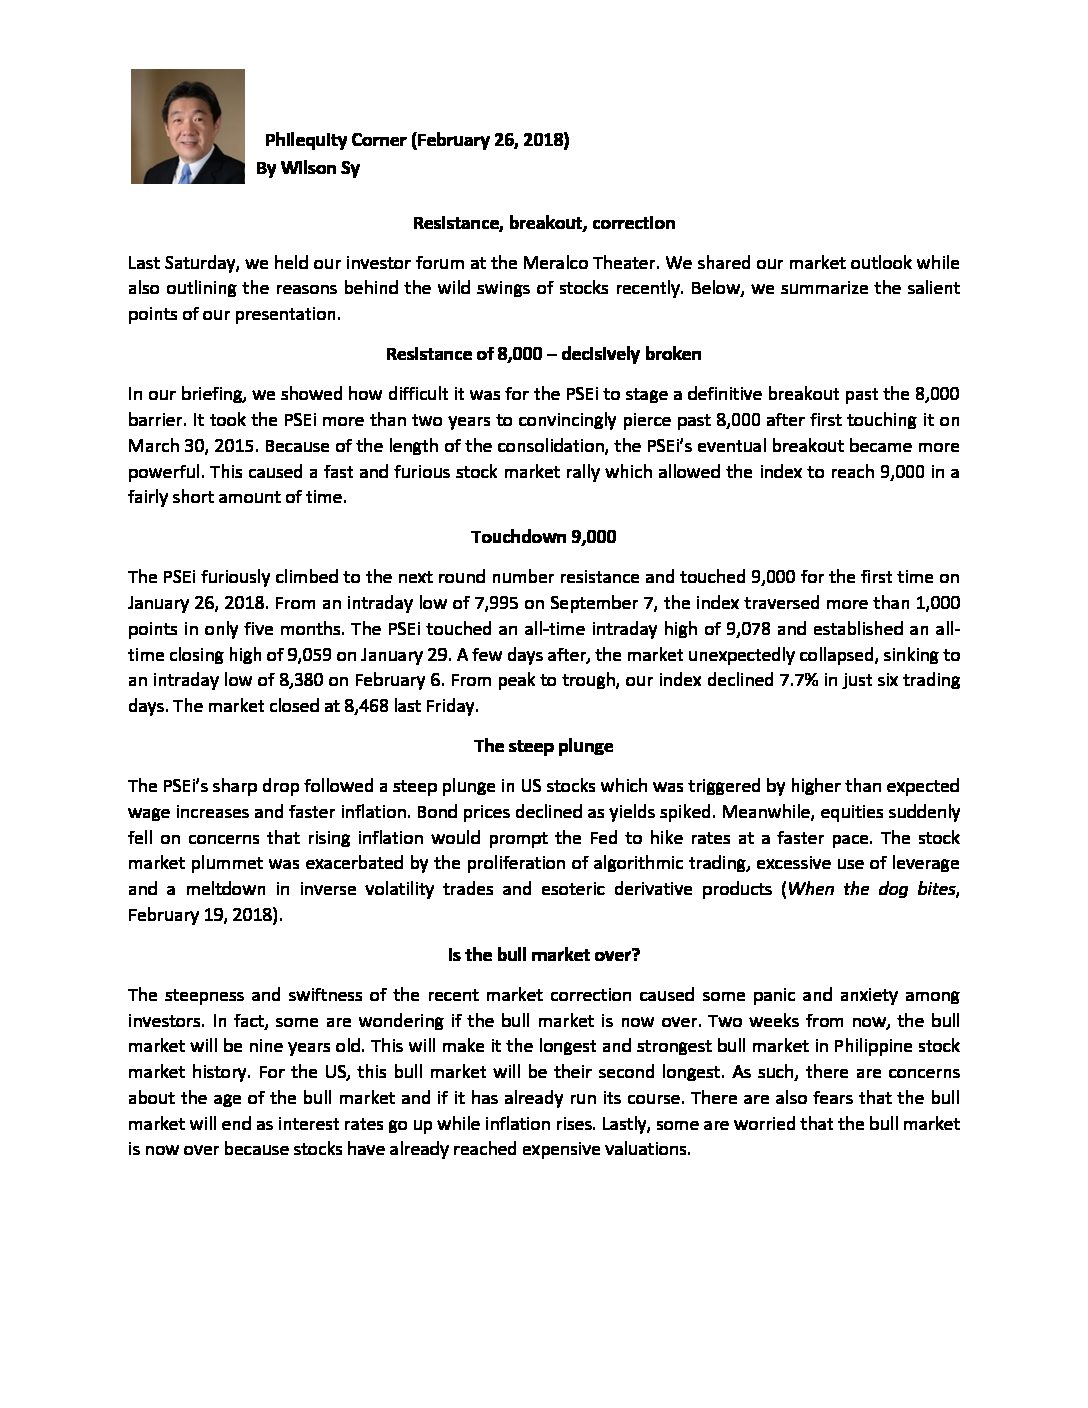 Philequity Corner (February 26, 2018)
By Wilson Sy
Resistance, breakout, correction
Last Saturday, we held our investor forum at the Meralco Theater. We shared our market outlook while
also outlining the reasons behind the wild swings of stocks recently. Below, we summarize the salient
points of our presentation.
Resistance of 8,000 – decisively broken
In our briefing, we showed how difficult it was for the PSEi to stage a definitive breakout past the 8,000
barrier. It took the PSEi more than two years to convincingly pierce past 8,000 after first touching it on
March 30, 2015. Because of the length of the consolidation, the PSEi's eventual breakout became more
powerful. This caused a fast and furious stock market rally which allowed the index to reach 9,000 in a
fairly short amount of time.
Touchdown 9,000
The PSEi furiously climbed to the next round number resistance and touched 9,000 for the first time on
January 26, 2018. From an intraday low of 7,995 on September 7, the index traversed more than 1,000
points in only five months. The PSEi touched an all-time intraday high of 9,078 and established an all-
time closing high of 9,059 on January 29. A few days after, the market unexpectedly collapsed, sinking to
an intraday low of 8,380 on February 6. From peak to trough, our index declined 7.7% in just six trading
days. The market closed at 8,468 last Friday.
The steep plunge
The PSEi's sharp drop followed a steep plunge in US stocks which was triggered by higher than expected
wage increases and faster inflation. Bond prices declined as yields spiked. Meanwhile, equities suddenly
fell on concerns that rising inflation would prompt the Fed to hike rates at a faster pace. The stock
market plummet was exacerbated by the proliferation of algorithmic trading, excessive use of leverage
and a meltdown in inverse volatility trades and esoteric derivative products (When the dog bites,
February 19, 2018).
Is the bull market over?
The steepness and swiftness of the recent market correction caused some panic and anxiety among
investors. In fact, some are wondering if the bull market is now over. Two weeks from now, the bull
market will be nine years old. This will make it the longest and strongest bull market in Philippine stock
market history. For the US, this bull market will be their second longest. As such, there are concerns
about the age of the bull market and if it has already run its course. There are also fears that the bull
market will end as interest rates go up while inflation rises. Lastly, some are worried that the bull market
is now over because stocks have already reached expensive valuations.